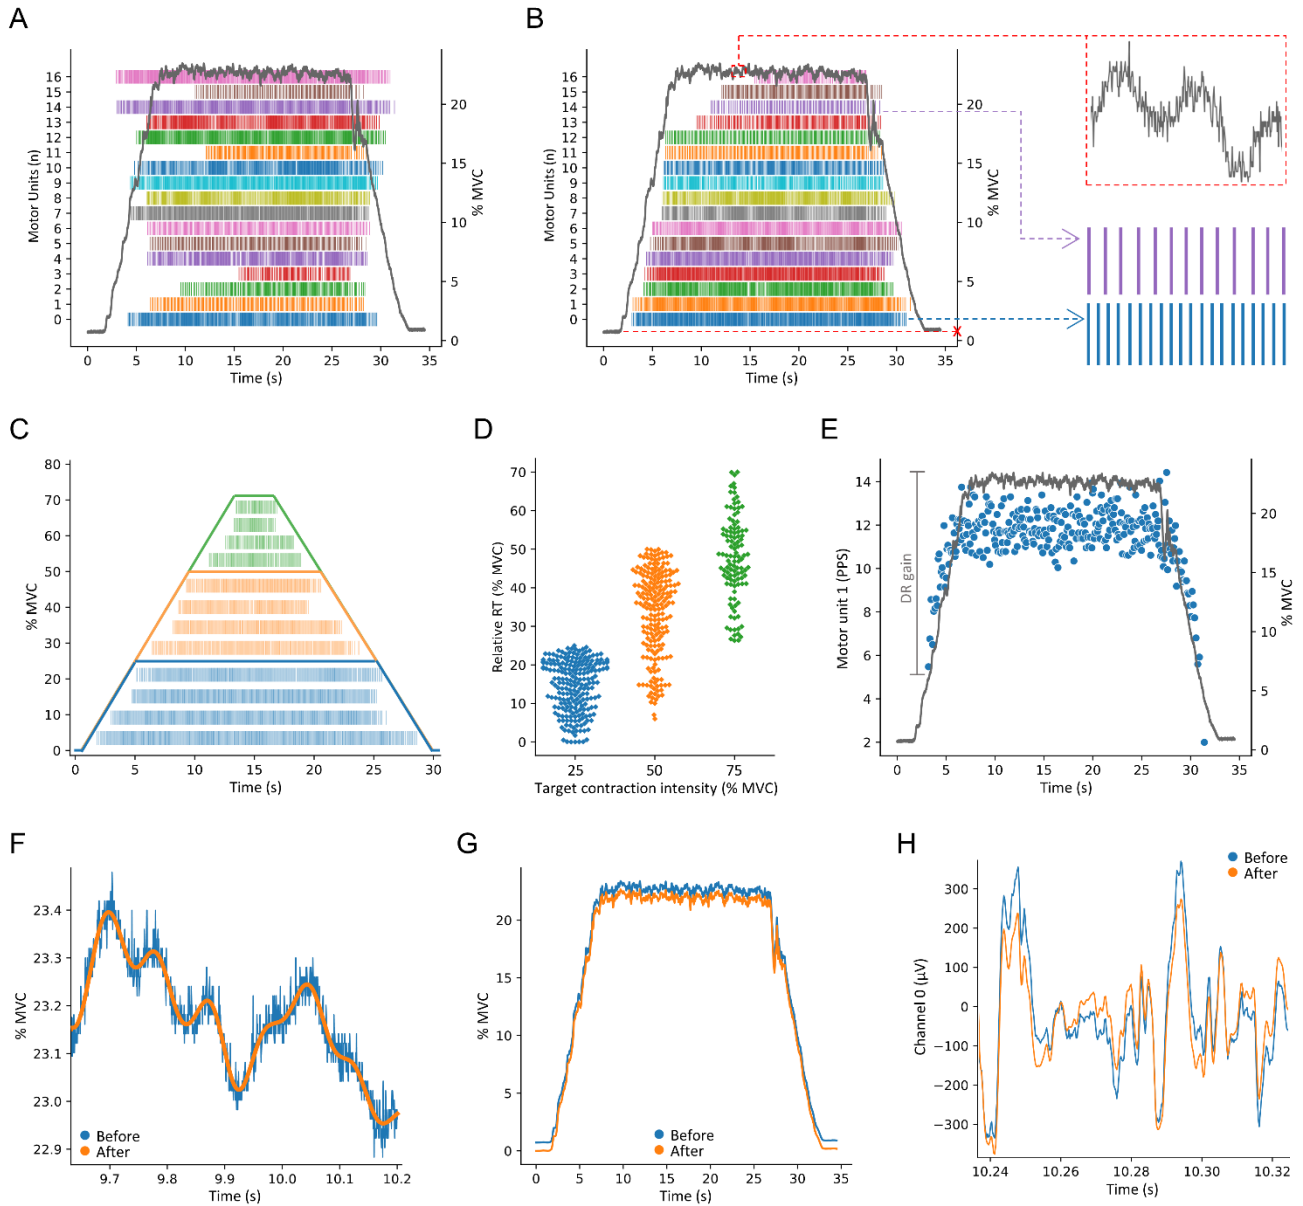 A
Motor Units (n)
16
15
14
13
12
11
10
9
8
7
6
5
4
3
2
1
0
20
15
10
5
0
% MVC
0 5 10 15 20 25 30 35
Time (s)
B
Motor Units (n)
16
15
14
13
12
11
10
9
8
7
6
5
4
3
2
1
0
20
15
10
5
0
% MVC
0 5 10 15 20 25 30 35
Time (s)
C
% MVC
80
70
60
50
40
30
20
10
0
0 5 10 15 20 25 30
Time (s)
D
Relative RT (% MVC)
70
60
50
40
30
20
10
0
25 50 75
Target contraction intensity (% MVC)
E
Motor unit 1 (PPS)
14
12
10
8
6
4
2
DR gain
20
15
10
5
0
% MVC
0 5 10 15 20 25 30 35
Time (s)
F
% MVC
23.4
23.3
23.2
23.1
23.0
22.9
Before
After
9.7 9.8 9.9 10.0 10.1 10.2
Time (s)
G
% MVC
20
15
10
5
0
Before
After
0 5 10 15 20 25 30 35
Time (s)
H
Before
After
Channel 0 (μV)
300
200
100
0
−100
−200
−300
10.24 10.26 10.28 10.30 10.32
Time (s)